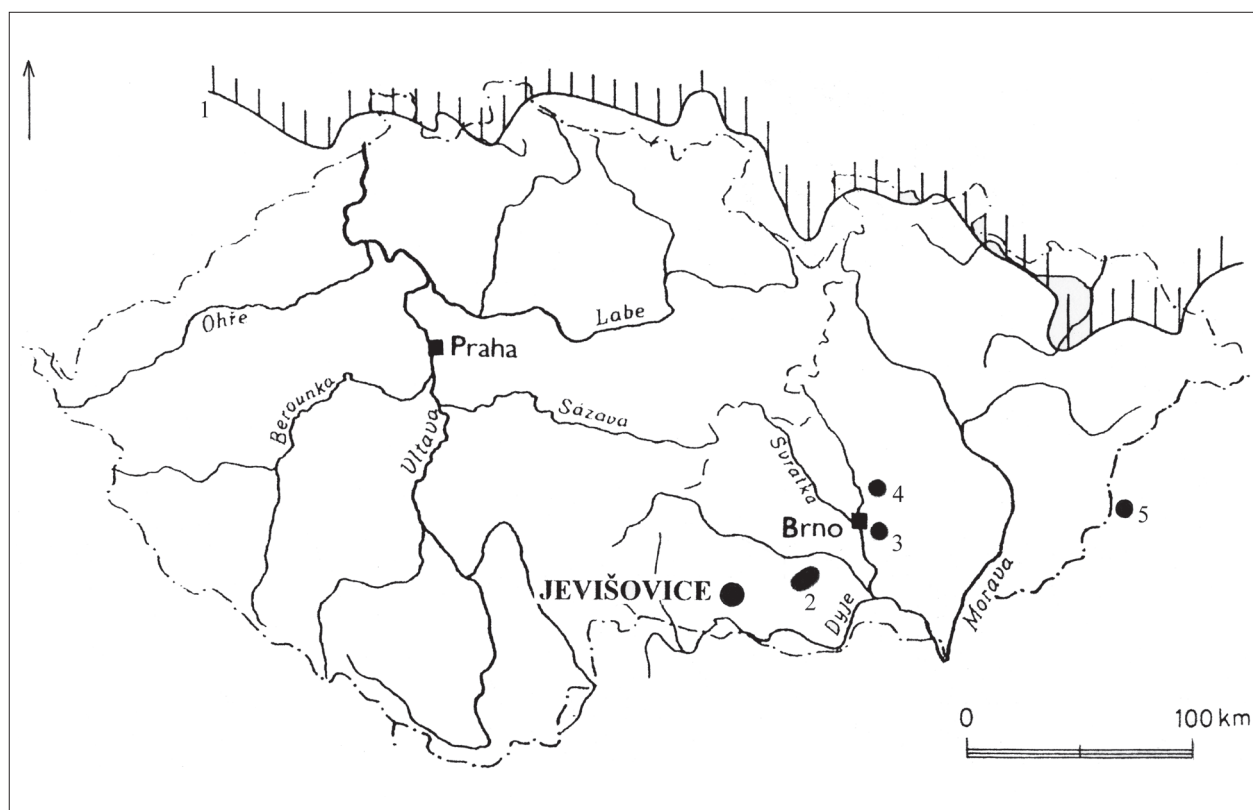 1
Ohře
Labe
Praha
Berounka
Vltava
Sázava
Svratka
4
5
Brno
3
JEVIŠOVICE
2
Dyje
Morava
0 100 km